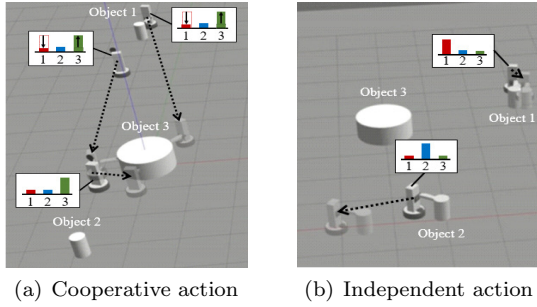 Object 1
1 2 3
1 2 3
Object 3
1 2 3
Object 2
(a) Cooperative action
1 2 3
Object 1
Object 3
1 2 3
Object 2
(b) Independent action